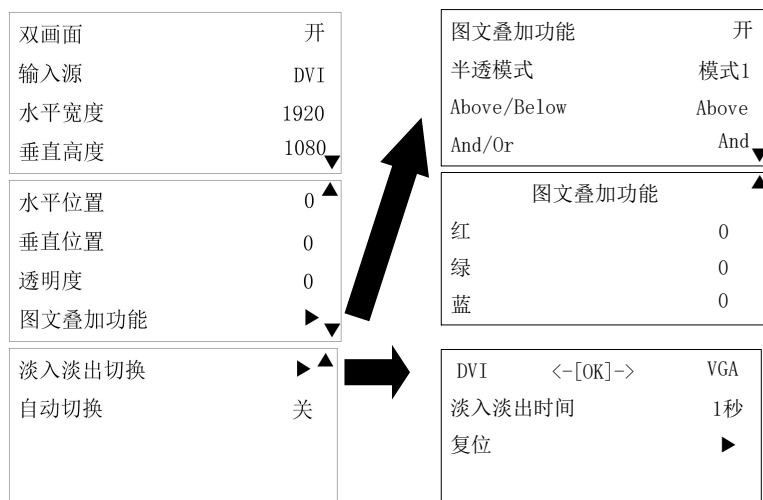 双画面 开
输入源 DVI
水平宽度 1920
垂直高度 1080
水平位置 0
垂直位置 0
透明度 0
图文叠加功能
淡入淡出切换
自动切换 关
图文叠加功能 开
半透模式 模式1
Above/Below Above
And/Or And
图文叠加功能
红 0
绿 0
蓝 0
DVI <-[OK]-> VGA
淡入淡出时间 1秒
复位